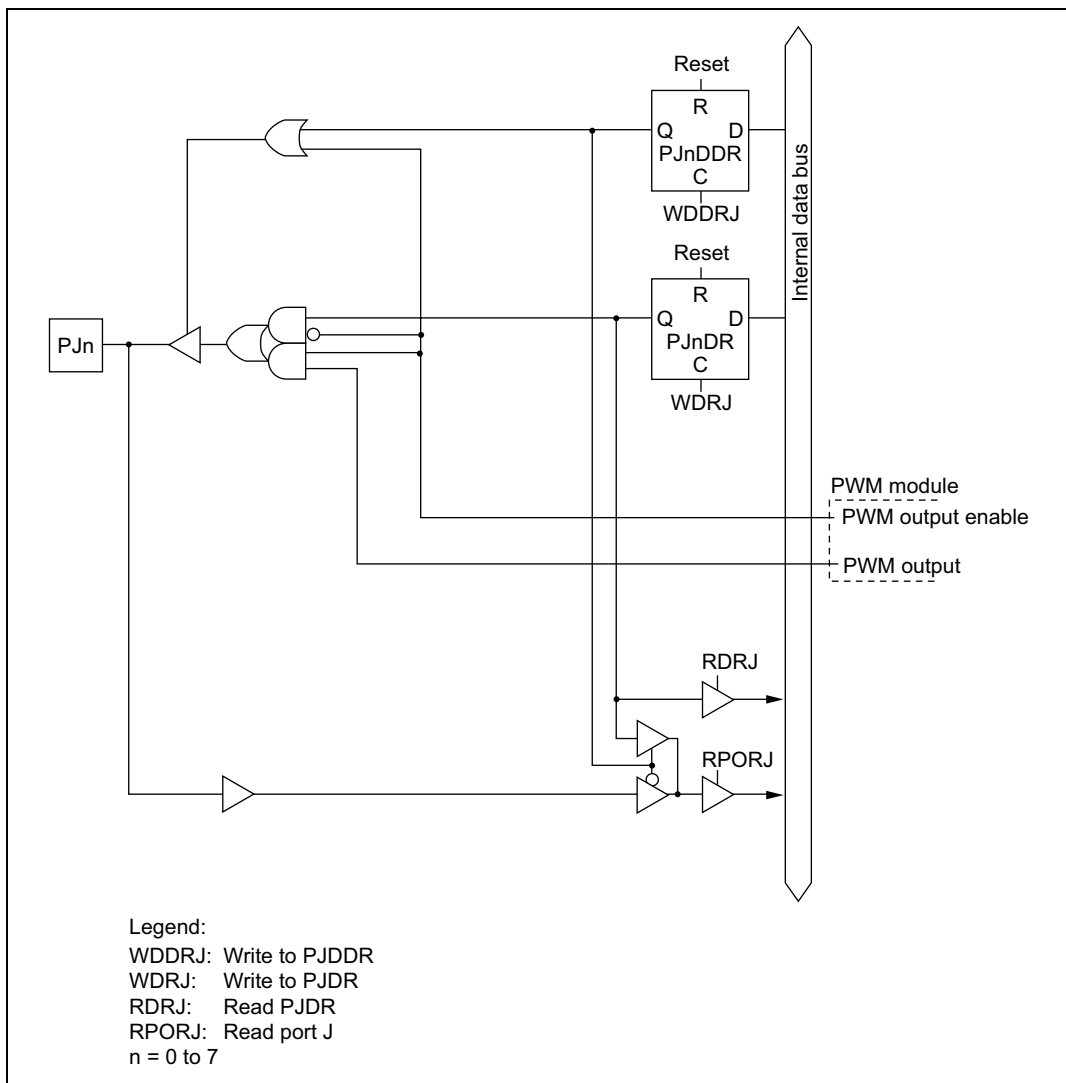 Reset
R
Q D
PJnDDR
C
WDDRJ
Internal data bus
Reset
R
Q D
PJnDR
C
WDRJ
PJn
PWM module
PWM output enable
PWM output
RDRJ
RPORJ
Legend:
WDDRJ: Write to PJDDR
WDRJ: Write to PJDR
RDRJ: Read PJDR
RPORJ: Read port J
n = 0 to 7